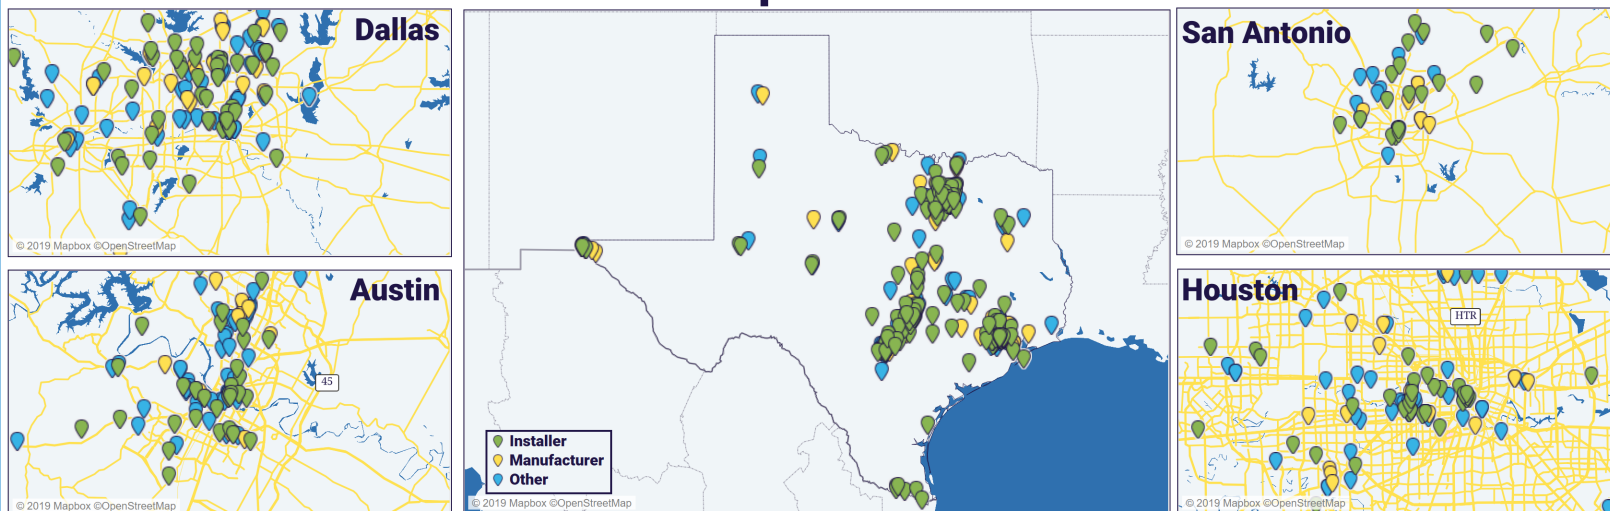 Dallas
© 2019 Mapbox ©OpenStreetMap
Austin
45
© 2019 Mapbox ©OpenStreetMap
Installer
Manufacturer
Other
© 2019 Mapbox ©OpenStreetMap
San Antonio
© 2019 Mapbox ©OpenStreetMap
Houston
HTR
© 2019 Mapbox ©OpenStreetMap